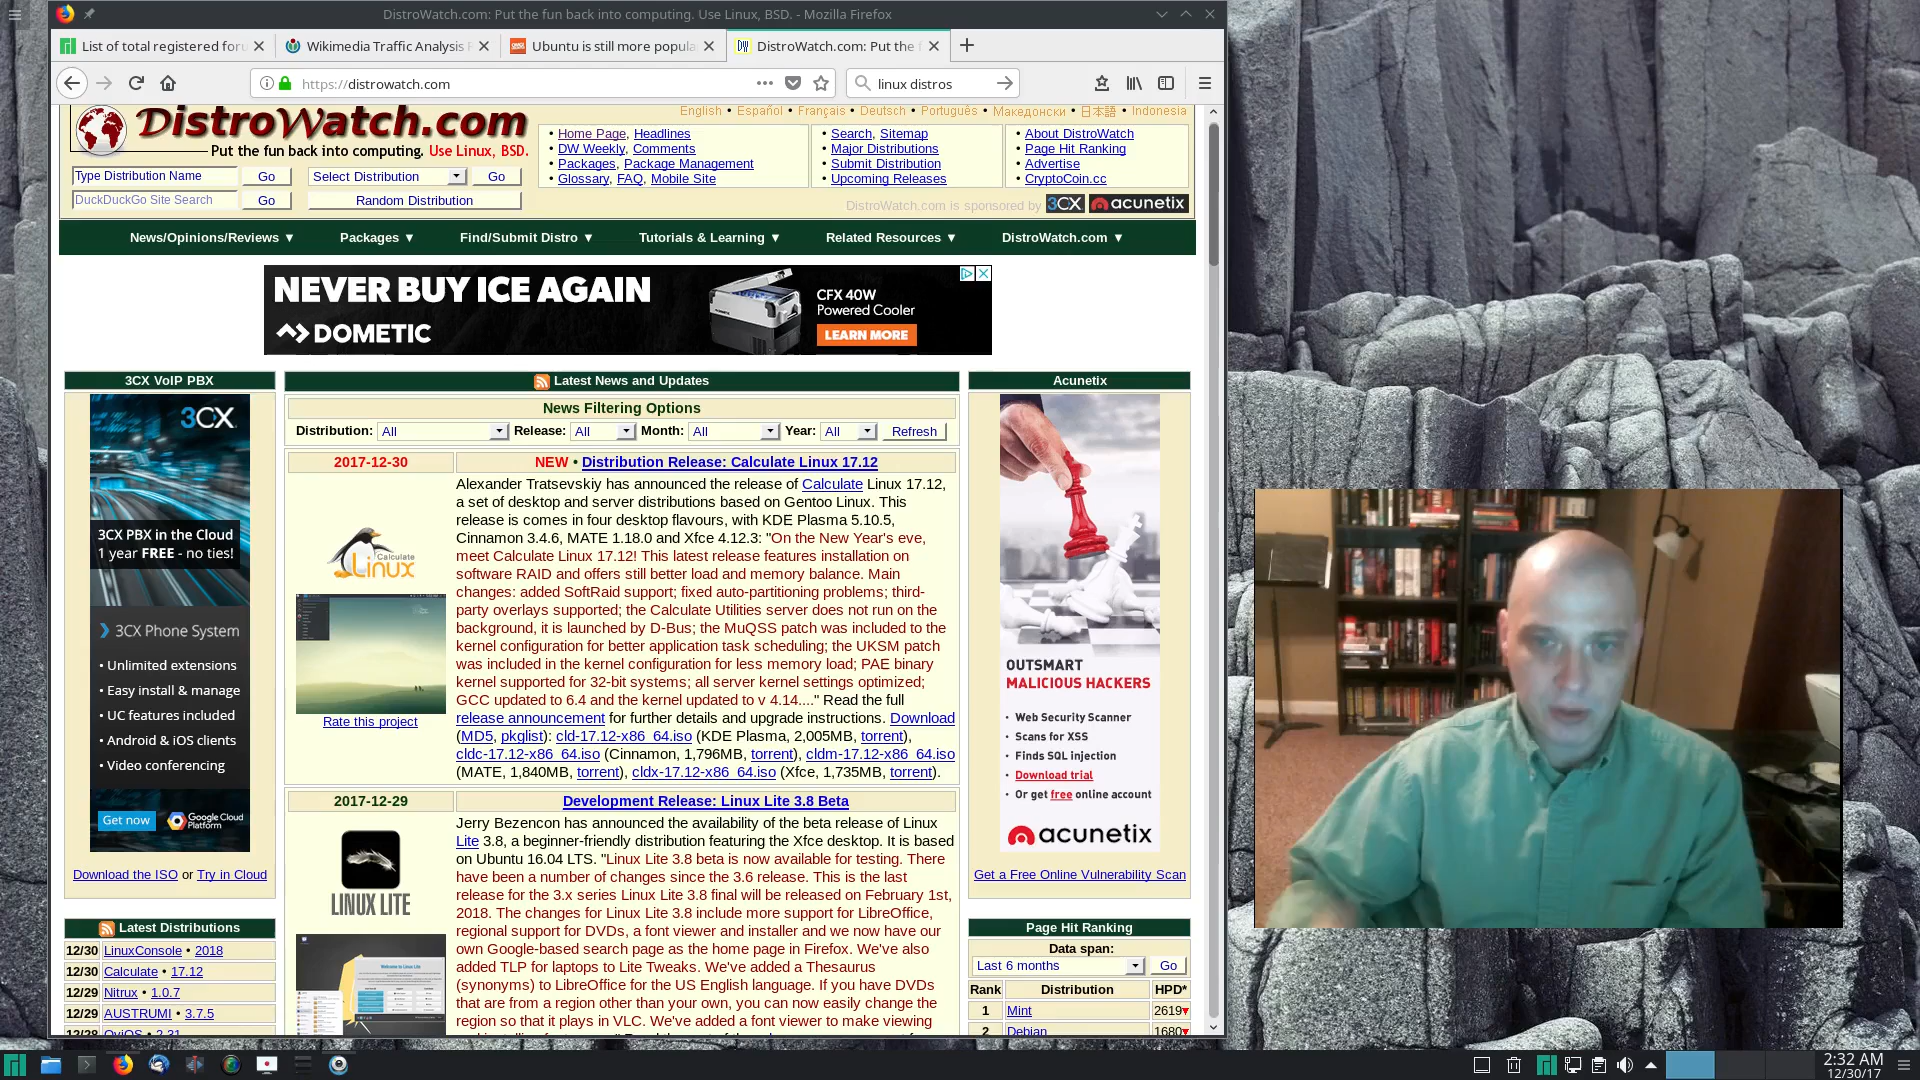 DistroWatch.com: Put the fun back into computing. Use Linux, BSD. - Mozilla Firefox
List of total registered foru
Wikimedia Traffic Analysis R
Ubuntu is still more popula
DistroWatch.com: Put the f
https://distrowatch.com
linux distros
English • Español • Français • Deutsch • Português • Македонски • 日本語 • Indonesia
DistroWatch.com
Put the fun back into computing. Use Linux, BSD.
• Home Page, Headlines
• DW Weekly, Comments
• Packages, Package Management
• Glossary, FAQ, Mobile Site
• Search, Sitemap
• Major Distributions
• Submit Distribution
• Upcoming Releases
• About DistroWatch
• Page Hit Ranking
• Advertise
• CryptoCoin.cc
Type Distribution Name Go
Select Distribution Go
DuckDuckGo Site Search Go
Random Distribution
DistroWatch.com is sponsored by 3CX acunetix
News/Opinions/Reviews ▼ Packages ▼ Find/Submit Distro ▼ Tutorials & Learning ▼ Related Resources ▼ DistroWatch.com ▼
NEVER BUY ICE AGAIN
DOMETIC
CFX 40W
Powered Cooler
LEARN MORE
3CX VoIP PBX
3CX
3CX PBX in the Cloud
1 year FREE - no ties!
3CX Phone System
• Unlimited extensions
• Easy install & manage
• UC features included
• Android & iOS clients
• Video conferencing
Get now
Google Cloud
Platform
Download the ISO or Try in Cloud
Latest Distributions
12/30 LinuxConsole • 2018
12/30 Calculate • 17.12
12/29 Nitrux • 1.0.7
12/29 AUSTRUMI • 3.7.5
12/28 OviOS • 2.31
Latest News and Updates
News Filtering Options
Distribution: All Release: All Month: All Year: All Refresh
2017-12-30
NEW • Distribution Release: Calculate Linux 17.12
Calculate
Linux
Rate this project
Alexander Tratsevskiy has announced the release of Calculate Linux 17.12,
a set of desktop and server distributions based on Gentoo Linux. This
release is comes in four desktop flavours, with KDE Plasma 5.10.5,
Cinnamon 3.4.6, MATE 1.18.0 and Xfce 4.12.3: "On the New Year's eve,
meet Calculate Linux 17.12! This latest release features installation on
software RAID and offers still better load and memory balance. Main
changes: added SoftRaid support; fixed auto-partitioning problems; third-
party overlays supported; the Calculate Utilities server does not run on the
background, it is launched by D-Bus; the MuQSS patch was included to the
kernel configuration for better application task scheduling; the UKSM patch
was included in the kernel configuration for less memory load; PAE binary
kernel supported for 32-bit systems; all server kernel settings optimized;
GCC updated to 6.4 and the kernel updated to v 4.14...." Read the full
release announcement for further details and upgrade instructions. Download
(MD5, pkglist): cld-17.12-x86_64.iso (KDE Plasma, 2,005MB, torrent),
cldc-17.12-x86_64.iso (Cinnamon, 1,796MB, torrent), cldm-17.12-x86_64.iso
(MATE, 1,840MB, torrent), cldx-17.12-x86_64.iso (Xfce, 1,735MB, torrent).
2017-12-29
Development Release: Linux Lite 3.8 Beta
LINUX LITE
Jerry Bezencon has announced the availability of the beta release of Linux
Lite 3.8, a beginner-friendly distribution featuring the Xfce desktop. It is based
on Ubuntu 16.04 LTS. "Linux Lite 3.8 beta is now available for testing. There
have been a number of changes since the 3.6 release. This is the last
release for the 3.x series Linux Lite 3.8 final will be released on February 1st,
2018. The changes for Linux Lite 3.8 include more support for LibreOffice,
regional support for DVDs, a font viewer and installer and we now have our
own Google-based search page as the home page in Firefox. We've also
added TLP for laptops to Lite Tweaks. We've added a Thesaurus
(synonyms) to LibreOffice for the US English language. If you have DVDs
that are from a region other than your own, you can now easily change the
region so that it plays in VLC. We've added a font viewer to make viewing
Acunetix
OUTSMART
MALICIOUS HACKERS
• Web Security Scanner
• Scans for XSS
• Finds SQL injection
• Download trial
• Or get free online account
acunetix
Get a Free Online Vulnerability Scan
Page Hit Ranking
Data span:
Last 6 months Go
Rank Distribution HPD*
1 Mint 2619
2 Debian 1680
2:32 AM
12/30/17